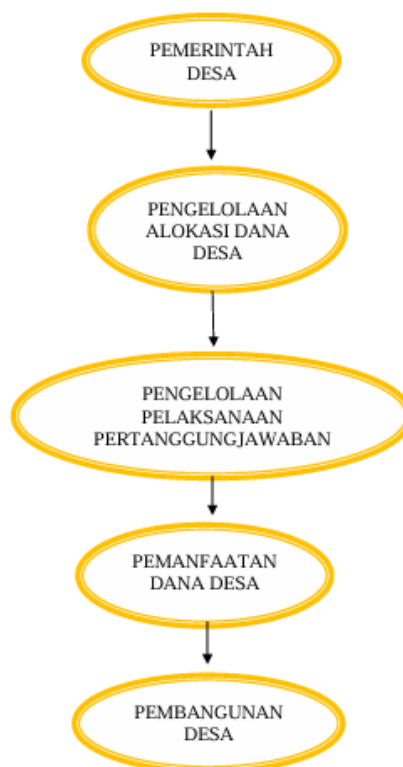 PEMERINTAH
DESA
PENGELOLAAN
ALOKASI DANA
DESA
PENGELOLAAN
PELAKSANAAN
PERTANGGUNGJAWABAN
PEMANFAATAN
DANA DESA
PEMBANGUNAN
DESA